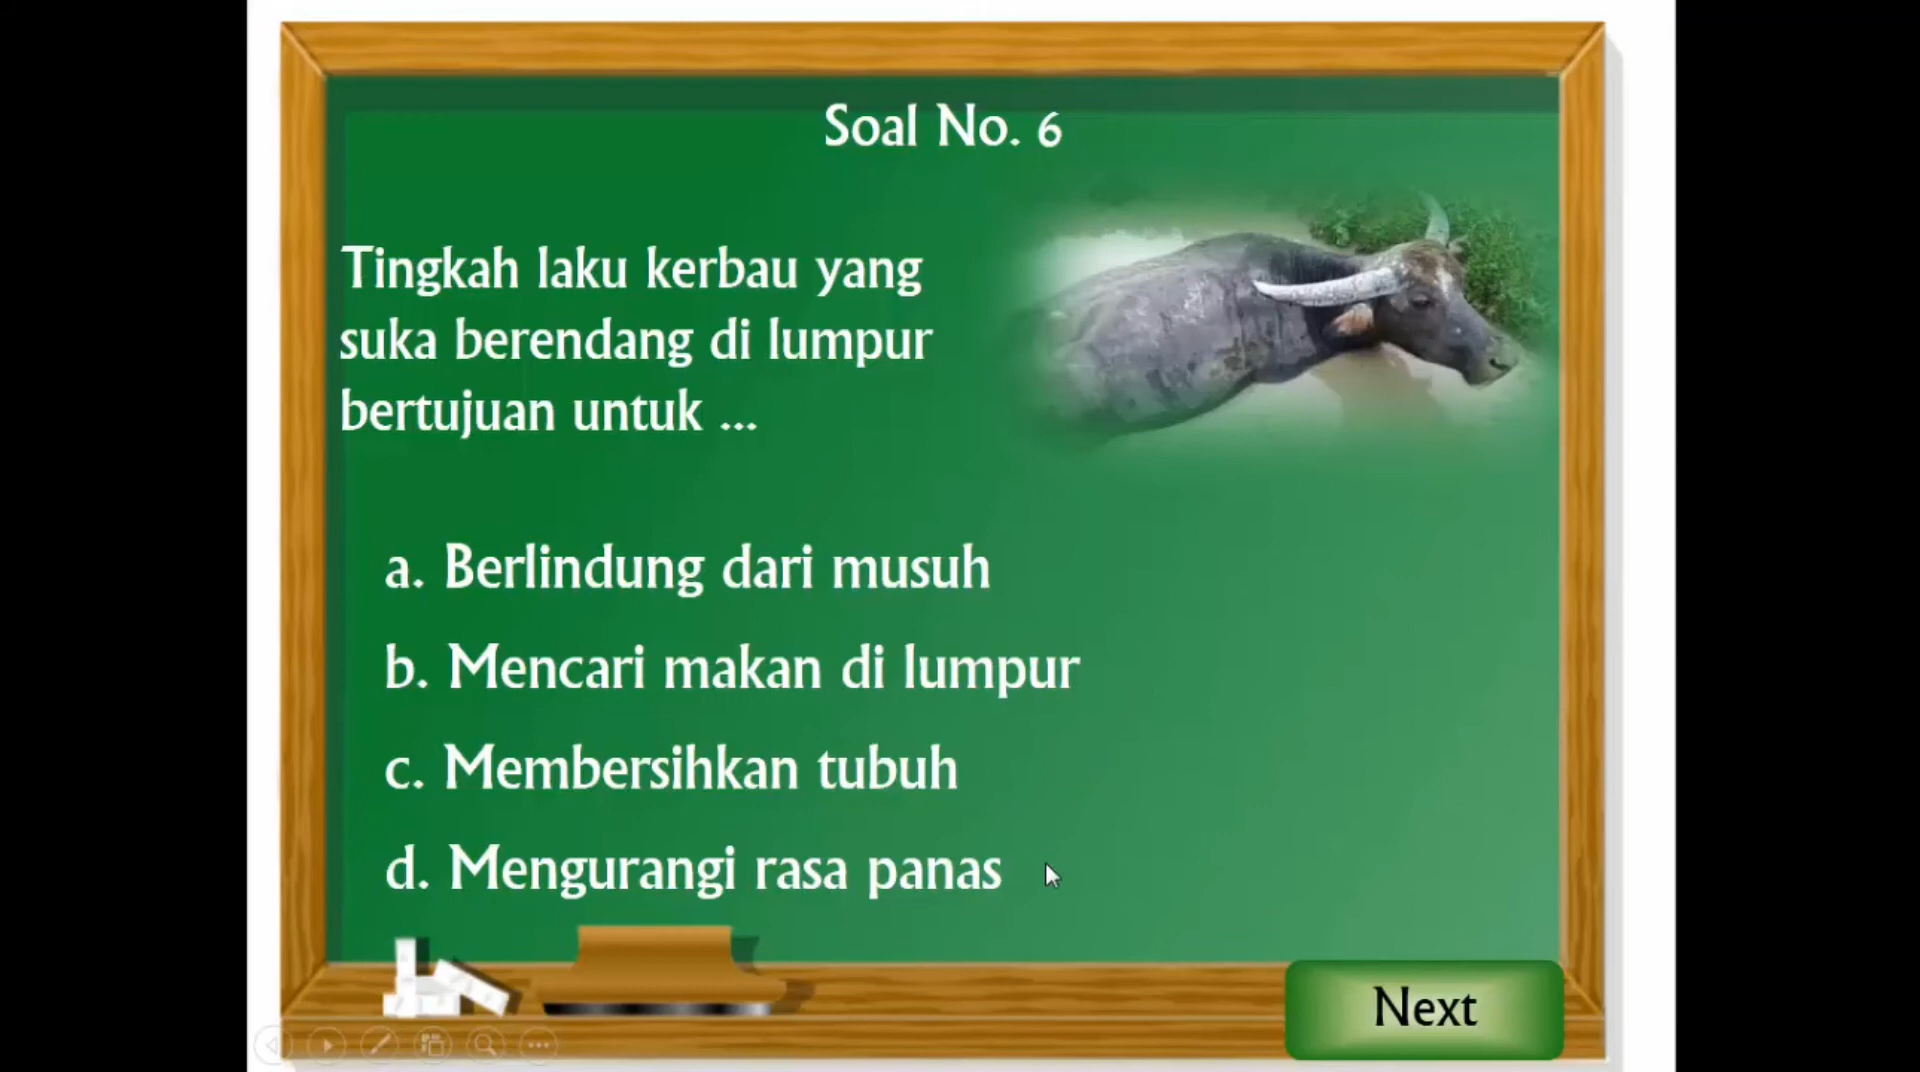 Soal No. 6
Tingkah laku kerbau yang
suka berendang di lumpur
bertujuan untuk ...
a. Berlindung dari musuh
b. Mencari makan di lumpur
c. Membersihkan tubuh
d. Mengurangi rasa panas
Next